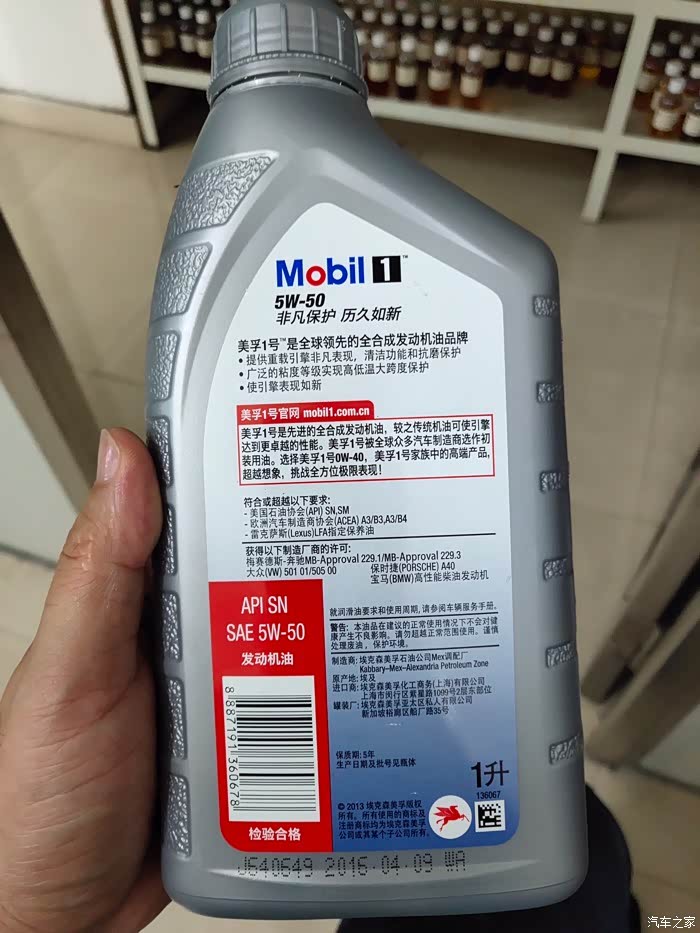 Mobil 1™
5W-50
非凡保护 历久如新
美孚1号™是全球领先的全合成发动机油品牌
• 提供重载引擎非凡表现，清洁功能和抗磨保护
• 广泛的粘度等级实现高低温大跨度保护
• 使引擎表现如新
美孚1号官网 mobil1.com.cn
美孚1号是先进的全合成发动机油，较之传统机油可使引擎
达到更卓越的性能。美孚1号被全球众多汽车制造商选作初
装用油。选择美孚1号0W-40，美孚1号家族中的高端产品，
超越想象，挑战全方位极限表现！
符合或超越以下要求：
- 美国石油协会(API) SN,SM
- 欧洲汽车制造商协会(ACEA) A3/B3,A3/B4
- 雷克萨斯(Lexus)LFA指定保养油
获得以下制造厂商的许可：
梅赛德斯-奔驰MB-Approval 229.1/MB-Approval 229.3
大众(VW) 501 01/505 00 保时捷(PORSCHE) A40
宝马(BMW)高性能柴油发动机
API SN
SAE 5W-50
发动机油
就润滑油要求和使用周期,请参阅车辆服务手册。
警告：本油品在建议的正常使用情况下不会对健
康产生不良影响。请勿超越正常范围使用。谨慎
处理废油，保护环境。
制造商：埃克森美孚石油公司Mex调配厂
Kabbary-Mex-Alexandria Petroleum Zone
原产地：埃及
进口商：埃克森美孚化工商务(上海)有限公司
上海市闵行区紫星路1099号2层东部位
罐装厂：埃克森美孚亚太区私人有限公司
新加坡裕廊区船厂路35号
保质期：5年
生产日期及批号见瓶体
1升
136067
8 887191 360678
检验合格
© 2013 埃克森美孚版权
所有。所有使用的商标及
注册商标均为埃克森美孚
公司或其某个子公司所有。
J640649 2016.04.09 WA
汽车之家